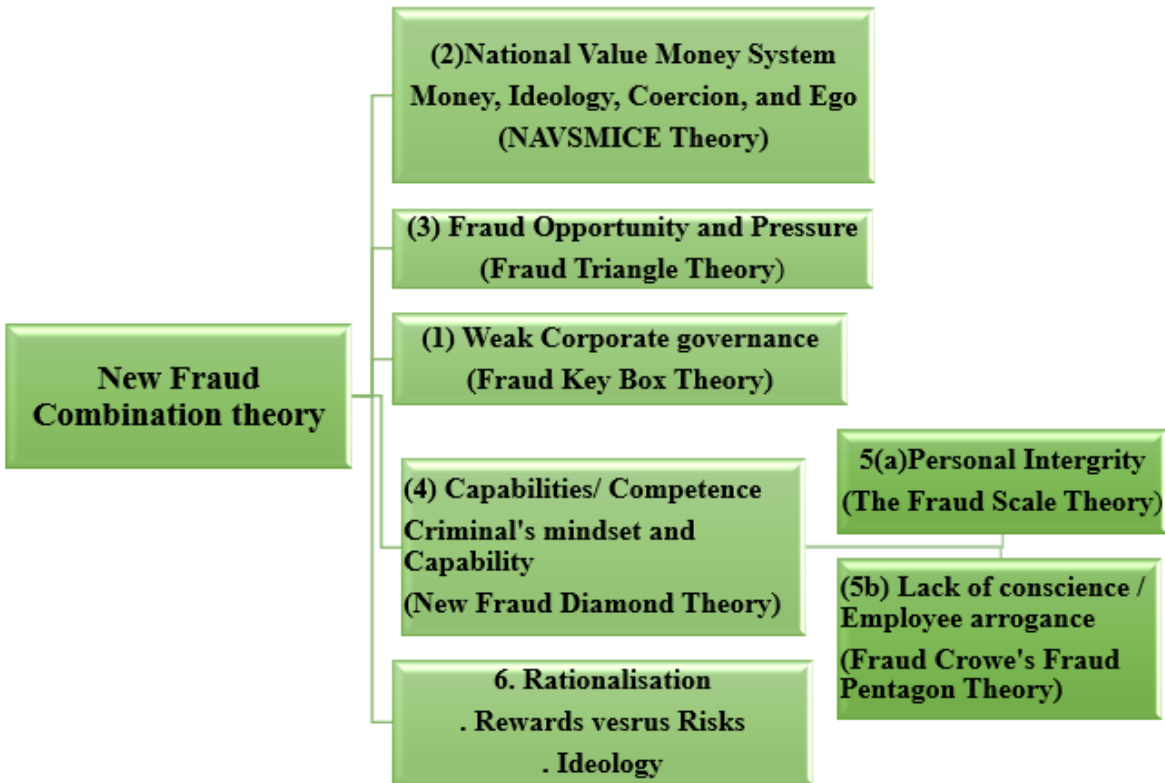 (2)National Value Money System
Money, Ideology, Coercion, and Ego
(NAVSMICE Theory)
(3) Fraud Opportunity and Pressure
(Fraud Triangle Theory)
(1) Weak Corporate governance
(Fraud Key Box Theory)
New Fraud
Combination theory
(4) Capabilities/ Competence
Criminal's mindset and
Capability
(New Fraud Diamond Theory)
5(a)Personal Intergrity
(The Fraud Scale Theory)
(5b) Lack of conscience /
Employee arrogance
(Fraud Crowe's Fraud
Pentagon Theory)
6. Rationalisation
. Rewards vesrus Risks
. Ideology